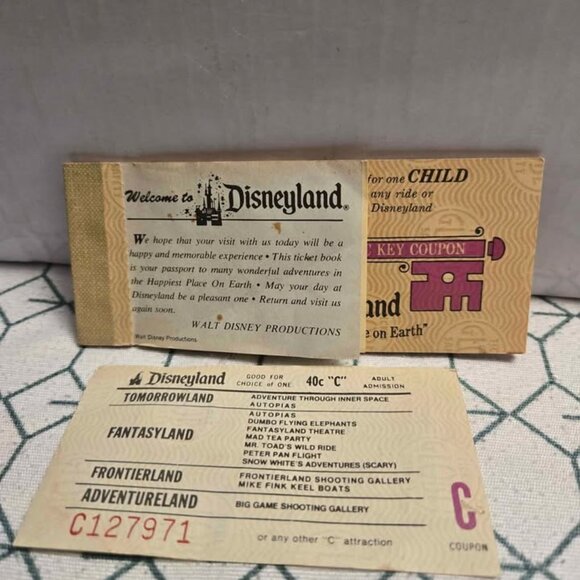 Welcome to Disneyland®
We hope that your visit with us today will be a
happy and memorable experience • This ticket book
is your passport to many wonderful adventures in
the Happiest Place On Earth • May your day at
Disneyland be a pleasant one • Return and visit us
again soon.
WALT DISNEY PRODUCTIONS
Walt Disney Productions
for one CHILD
any ride or
Disneyland
KEY COUPON
and
e on Earth"
Disneyland
GOOD FOR
CHOICE of ONE
40c "C"
ADULT
ADMISSION
TOMORROWLAND
ADVENTURE THROUGH INNER SPACE
AUTOPIAS
FANTASYLAND
AUTOPIAS
DUMBO FLYING ELEPHANTS
FANTASYLAND THEATRE
MAD TEA PARTY
MR. TOAD'S WILD RIDE
PETER PAN FLIGHT
SNOW WHITE'S ADVENTURES (SCARY)
FRONTIERLAND
FRONTIERLAND SHOOTING GALLERY
MIKE FINK KEEL BOATS
ADVENTURELAND
BIG GAME SHOOTING GALLERY
C127971
or any other "C" attraction
C
COUPON